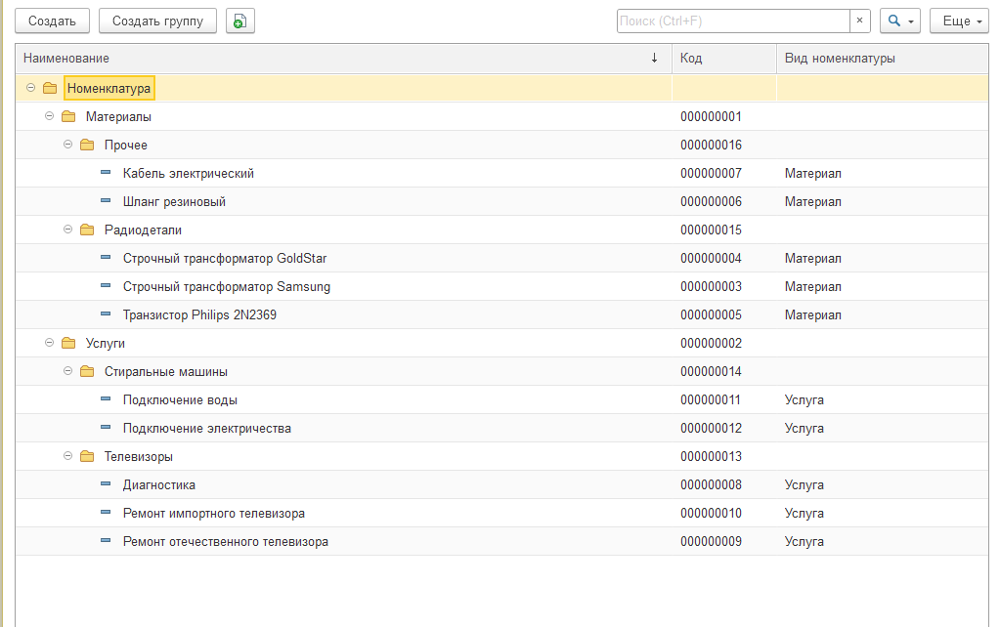 Создать Создать группу Поиск (Ctrl+F) × Еще
Наименование ↓ Код Вид номенклатуры
Номенклатура
Материалы 000000001
Прочее 000000016
Кабель электрический 000000007 Материал
Шланг резиновый 000000006 Материал
Радиодетали 000000015
Строчный трансформатор GoldStar 000000004 Материал
Строчный трансформатор Samsung 000000003 Материал
Транзистор Philips 2N2369 000000005 Материал
Услуги 000000002
Стиральные машины 000000014
Подключение воды 000000011 Услуга
Подключение электричества 000000012 Услуга
Телевизоры 000000013
Диагностика 000000008 Услуга
Ремонт импортного телевизора 000000010 Услуга
Ремонт отечественного телевизора 000000009 Услуга